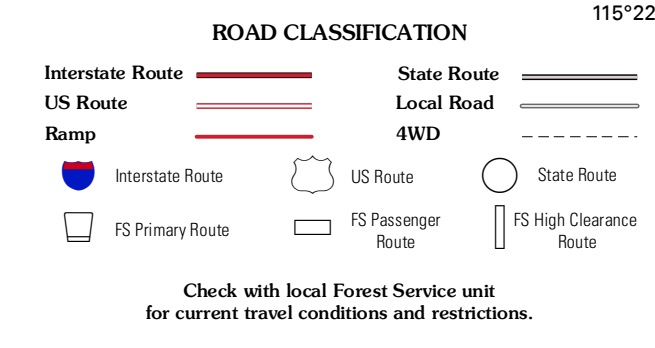 115°22
ROAD CLASSIFICATION
Interstate Route
State Route
US Route
Local Road
Ramp
4WD
Interstate Route
US Route
State Route
FS Primary Route
FS Passenger
Route
FS High Clearance
Route
Check with local Forest Service unit
for current travel conditions and restrictions.